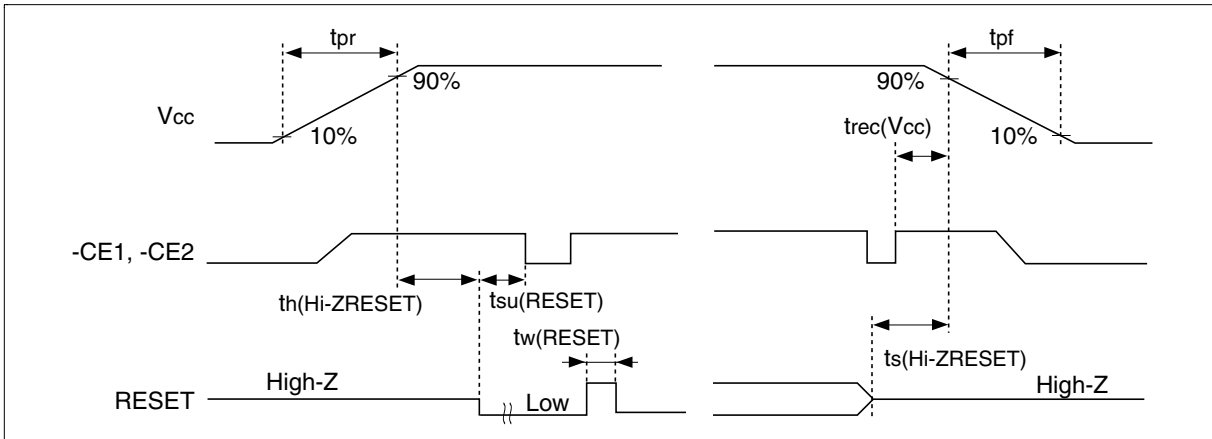 tpr
tpf
90%
90%
Vcc
10%
trec(Vcc)
10%
-CE1, -CE2
th(Hi-ZRESET)
tsu(RESET)
tw(RESET)
ts(Hi-ZRESET)
High-Z
High-Z
RESET
Low